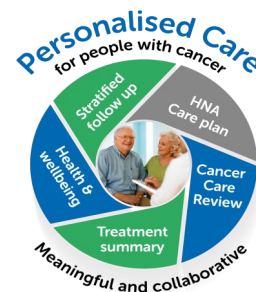 Personalised Care
for people with cancer
Stratified
follow up
HNA
Care plan
Health &
wellbeing
Cancer
Care
Review
Treatment
summary
Meaningful and collaborative